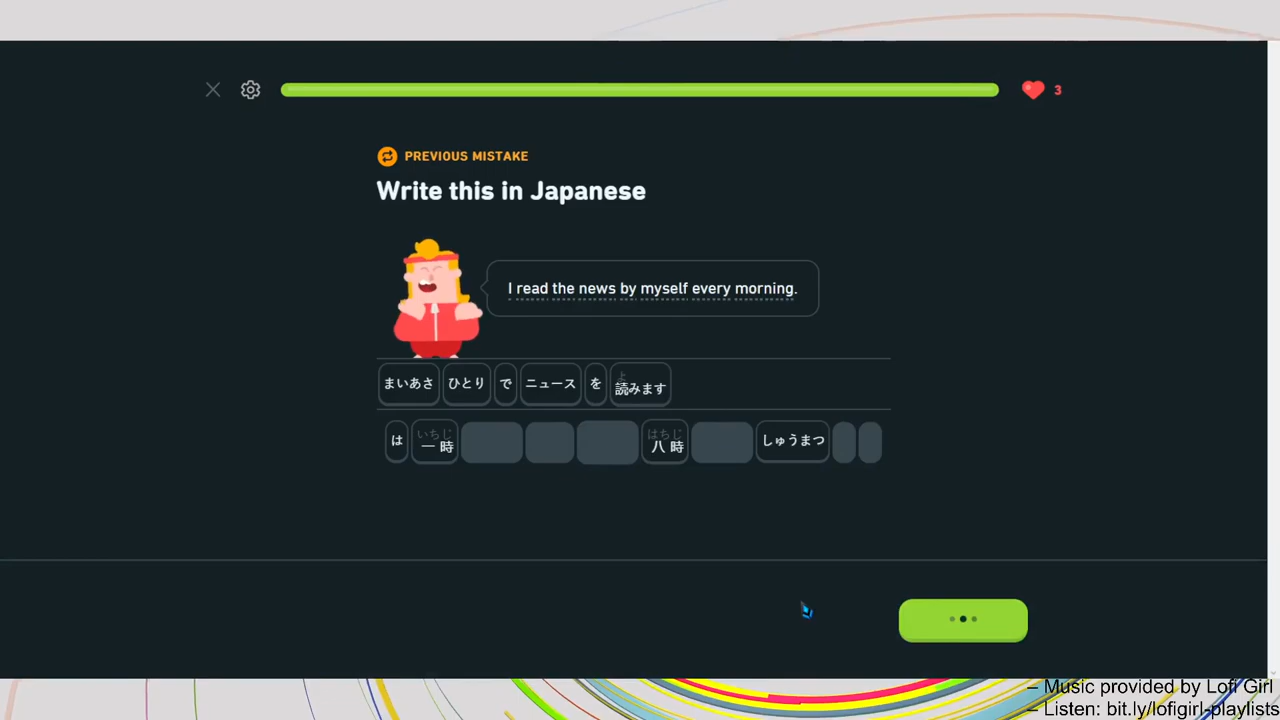 3
PREVIOUS MISTAKE
Write this in Japanese
I read the news by myself every morning.
まいあさ ひとり で ニュース を 読みます
よ
は 一時 八時 しゅうまつ
いちじ はちじ
– Music provided by Lofi Girl
– Listen: bit.ly/lofigirl-playlists